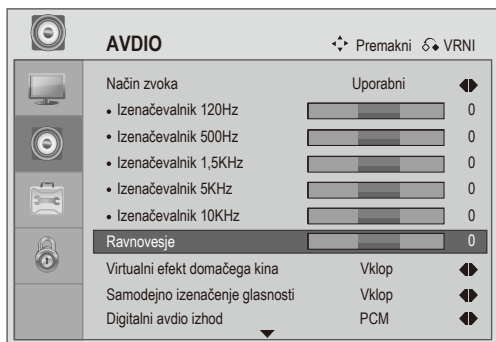 AVDIO Premakni VRNI
Način zvoka Uporabni
• Izenačevalnik 120Hz 0
• Izenačevalnik 500Hz 0
• Izenačevalnik 1,5KHz 0
• Izenačevalnik 5KHz 0
• Izenačevalnik 10KHz 0
Ravnovesje 0
Virtualni efekt domačega kina Vklop
Samodejno izenačenje glasnosti Vklop
Digitalni avdio izhod PCM